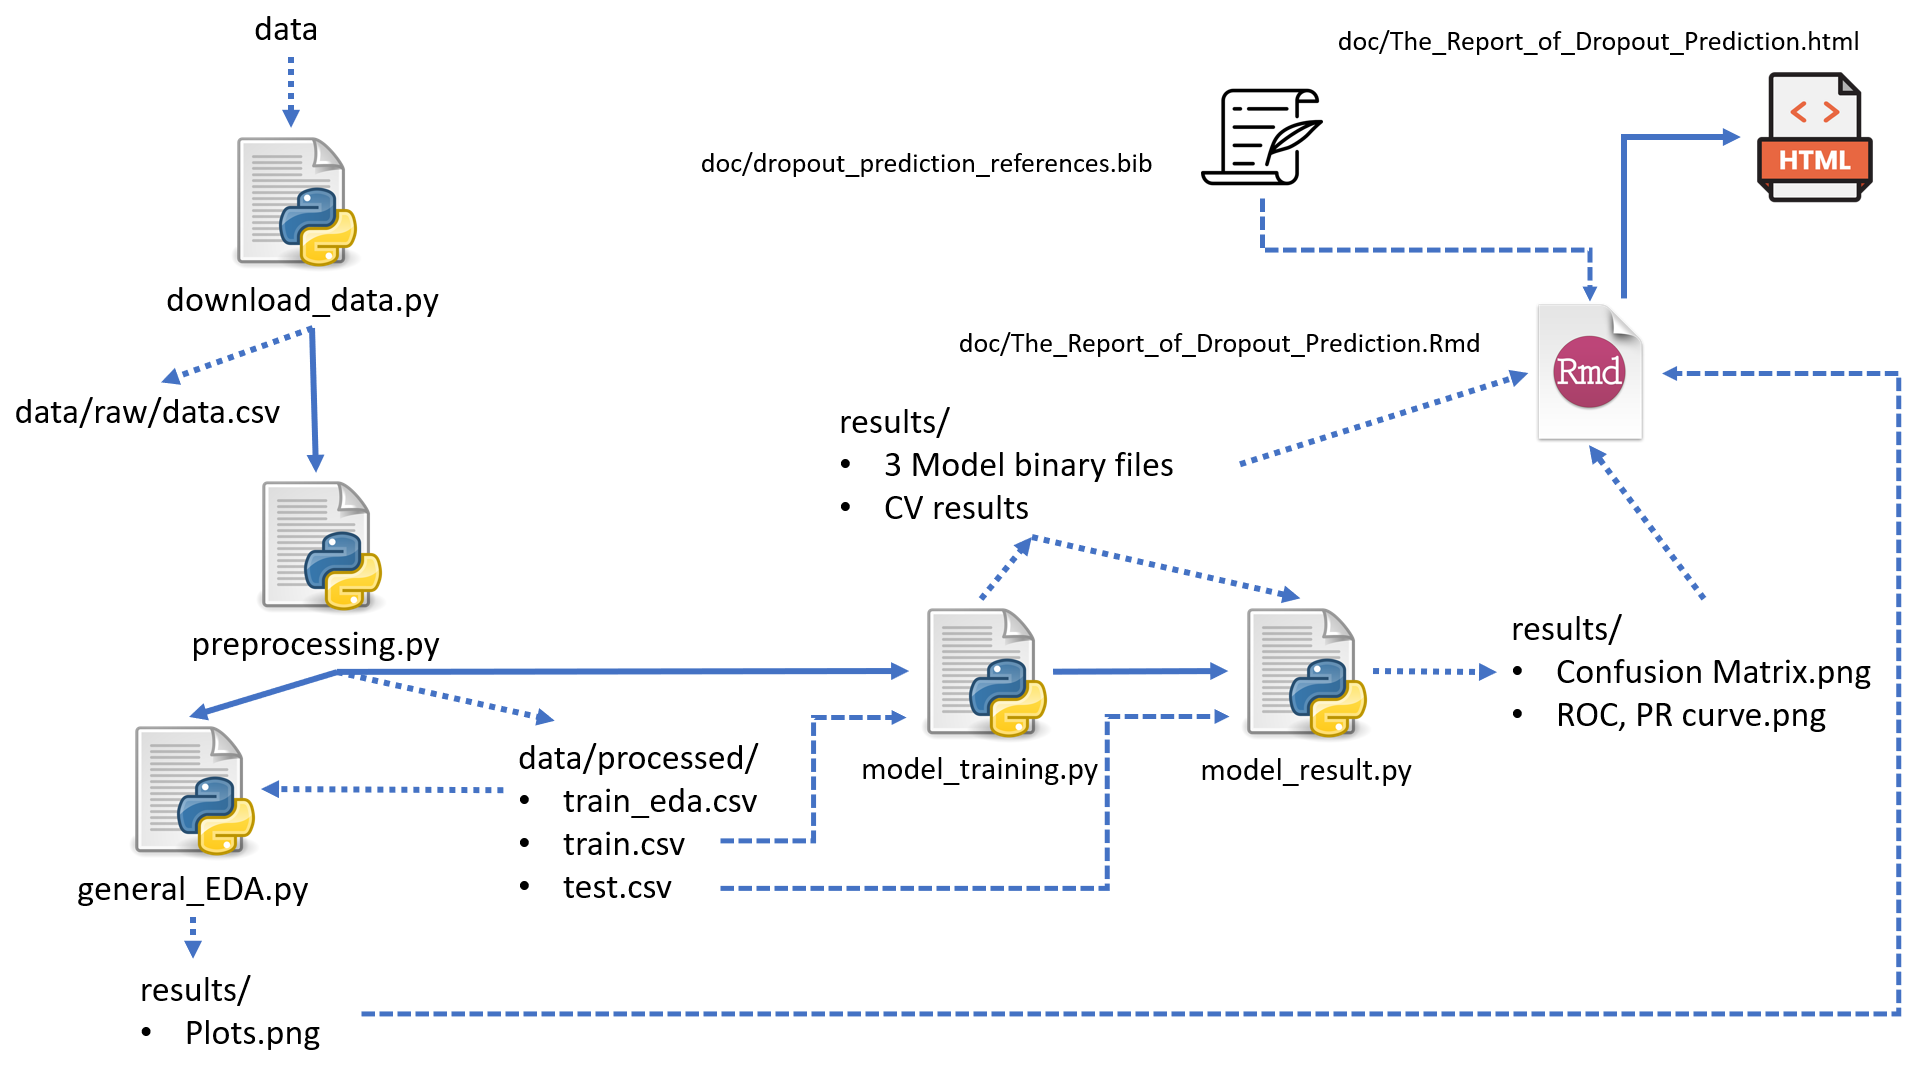 data
doc/The_Report_of_Dropout_Prediction.html
< >
HTML
doc/dropout_prediction_references.bib
download_data.py
doc/The_Report_of_Dropout_Prediction.Rmd
Rmd
data/raw/data.csv
results/
• 3 Model binary files
• CV results
preprocessing.py
results/
• Confusion Matrix.png
• ROC, PR curve.png
data/processed/
• train_eda.csv
• train.csv
• test.csv
model_training.py
model_result.py
general_EDA.py
results/
• Plots.png